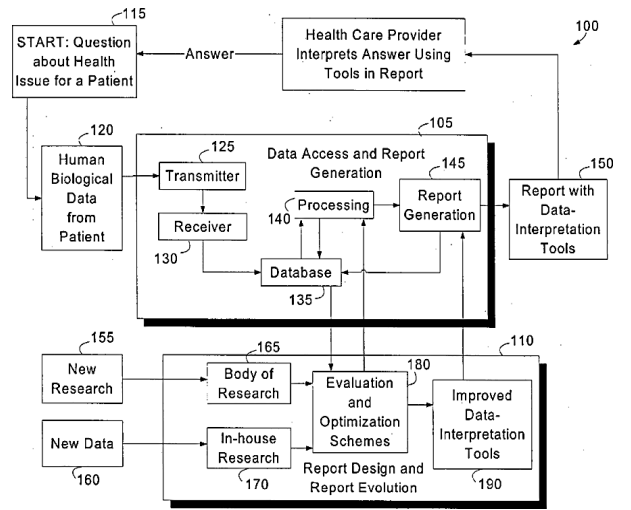 115
START: Question
about Health
Issue for a Patient
Answer
Health Care Provider
Interprets Answer Using
Tools in Report
100
120
Human
Biological
Data
from
Patient
105
Data Access and Report
Generation
125
Transmitter
Receiver
130
140
Processing
145
Report
Generation
Database
135
150
Report with
Data-
Interpretation
Tools
155
New
Research
New Data
160
110
165
Body of
Research
In-house
Research
170
180
Evaluation
and
Optimization
Schemes
Improved
Data-
Interpretation
Tools
190
Report Design and
Report Evolution